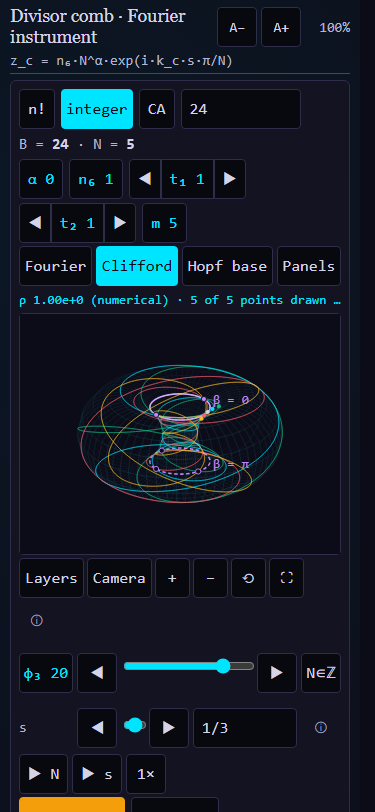 Divisor comb · Fourier instrument
A− A+ 100%
z_c = n₆·N^α·exp(i·k_c·s·π/N)
n! integer CA 24
B = 24 · N = 5
α 0 n₆ 1 ◀ t₁ 1 ▶
◀ t₂ 1 ▶ m 5
Fourier Clifford Hopf base Panels
ρ 1.00e+0 (numerical) · 5 of 5 points drawn …
β = 0
β = π
Layers Camera + − ⟲ ⛶
ⓘ
ϕ₃ 20 ◀ ▶ N∈ℤ
s ◀ ▶ 1/3 ⓘ
▶ N ▶ s 1×